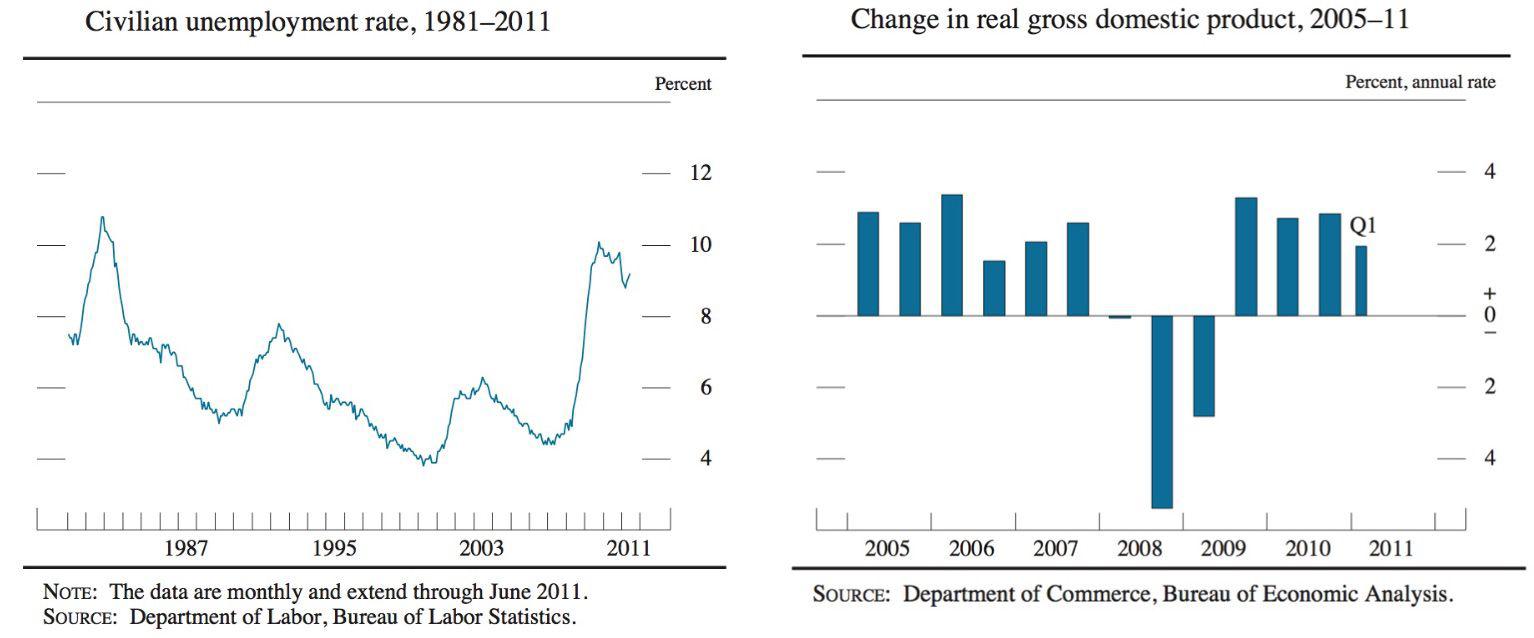 Civilian unemployment rate, 1981–2011
Percent
12
10
8
6
4
1987 1995 2003 2011
NOTE: The data are monthly and extend through June 2011.
SOURCE: Department of Labor, Bureau of Labor Statistics.
Change in real gross domestic product, 2005–11
Percent, annual rate
4
Q1
2
+
0
–
2
4
2005 2006 2007 2008 2009 2010 2011
SOURCE: Department of Commerce, Bureau of Economic Analysis.